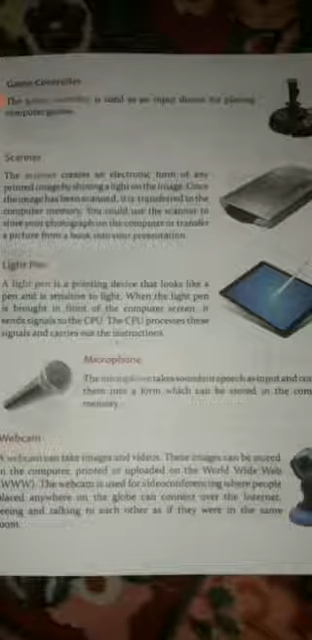 Game Controller
The game controller is used as an input device for playing
computer games.
Scanner
The scanner creates an electronic form of any
printed image by shining a light on the image. Once
the image has been scanned, it is transferred to the
computer memory. You could use the scanner to
store your photograph on the computer or transfer
a picture from a book into your presentation.
Light Pen
A light pen is a pointing device that looks like a
pen and is sensitive to light. When the light pen
is brought in front of the computer screen, it
sends signals to the CPU. The CPU processes these
signals and carries out the instructions.
Microphone
The microphone takes sounds or speech as input and
them into a form which can be stored in the com
memory.
Webcam
A webcam can take images and videos. These images can be stored
n the computer, printed or uploaded on the World Wide Web
(WWW). The webcam is used for videoconferencing where people
placed anywhere on the globe can connect over the Internet,
eeing and talking to each other as if they were in the same
oom.